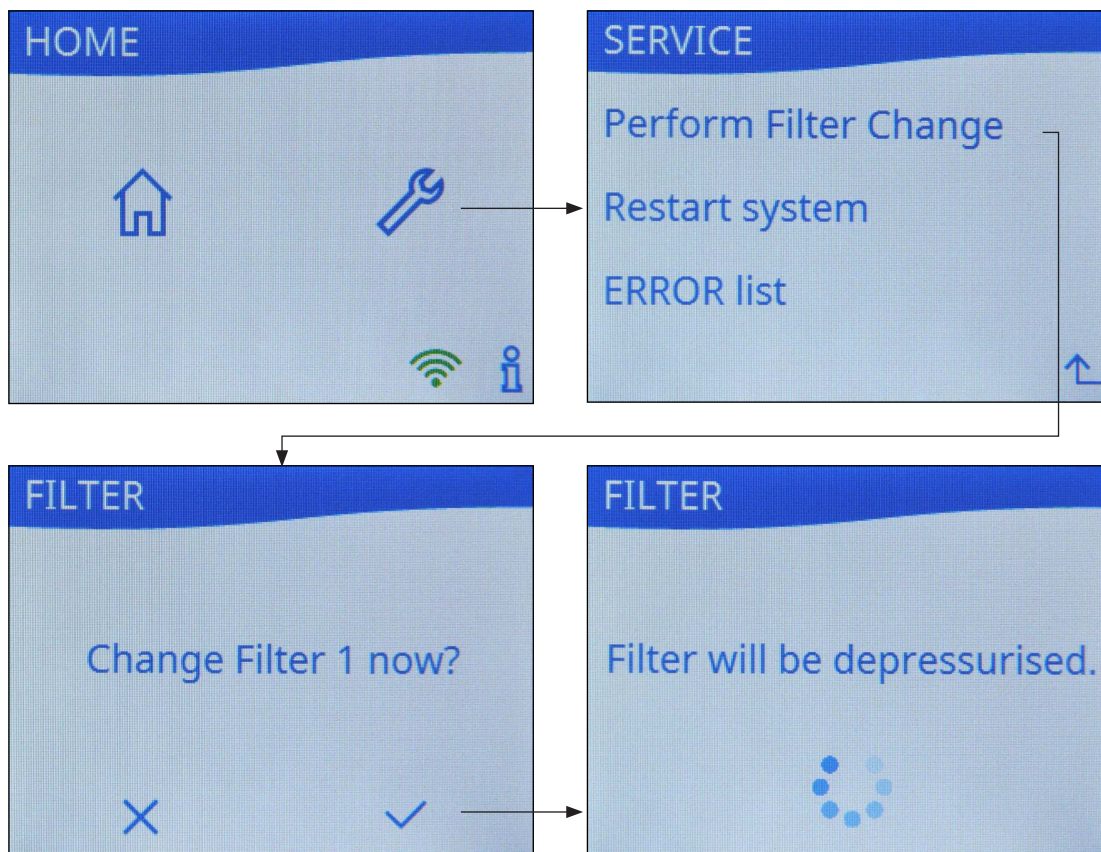 HOME
SERVICE
Perform Filter Change
Restart system
ERROR list
FILTER
Change Filter 1 now?
FILTER
Filter will be depressurised.